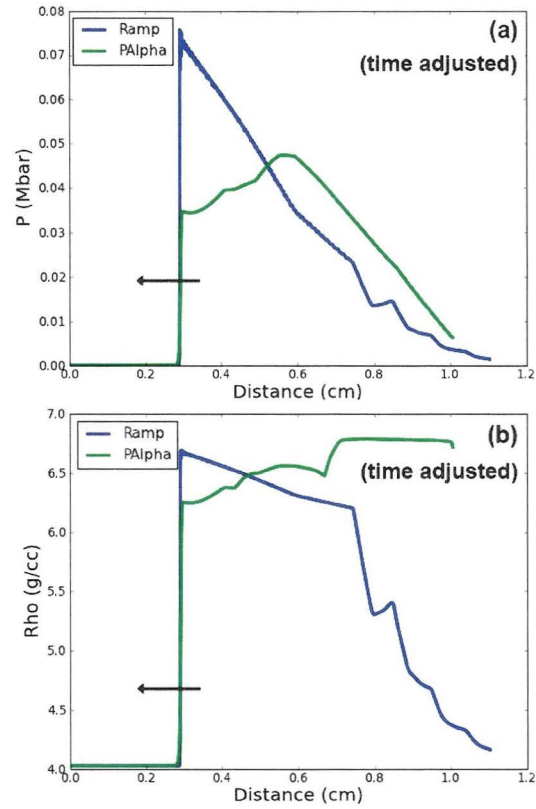 0.08
0.07
0.06
0.05
0.04
0.03
0.02
0.01
0.00
P (Mbar)
Ramp
PAlpha
(a)
(time adjusted)
0.0 0.2 0.4 0.6 0.8 1.0 1.2
Distance (cm)
7.0
6.5
6.0
5.5
5.0
4.5
4.0
Rho (g/cc)
Ramp
PAlpha
(b)
(time adjusted)
0.0 0.2 0.4 0.6 0.8 1.0 1.2
Distance (cm)